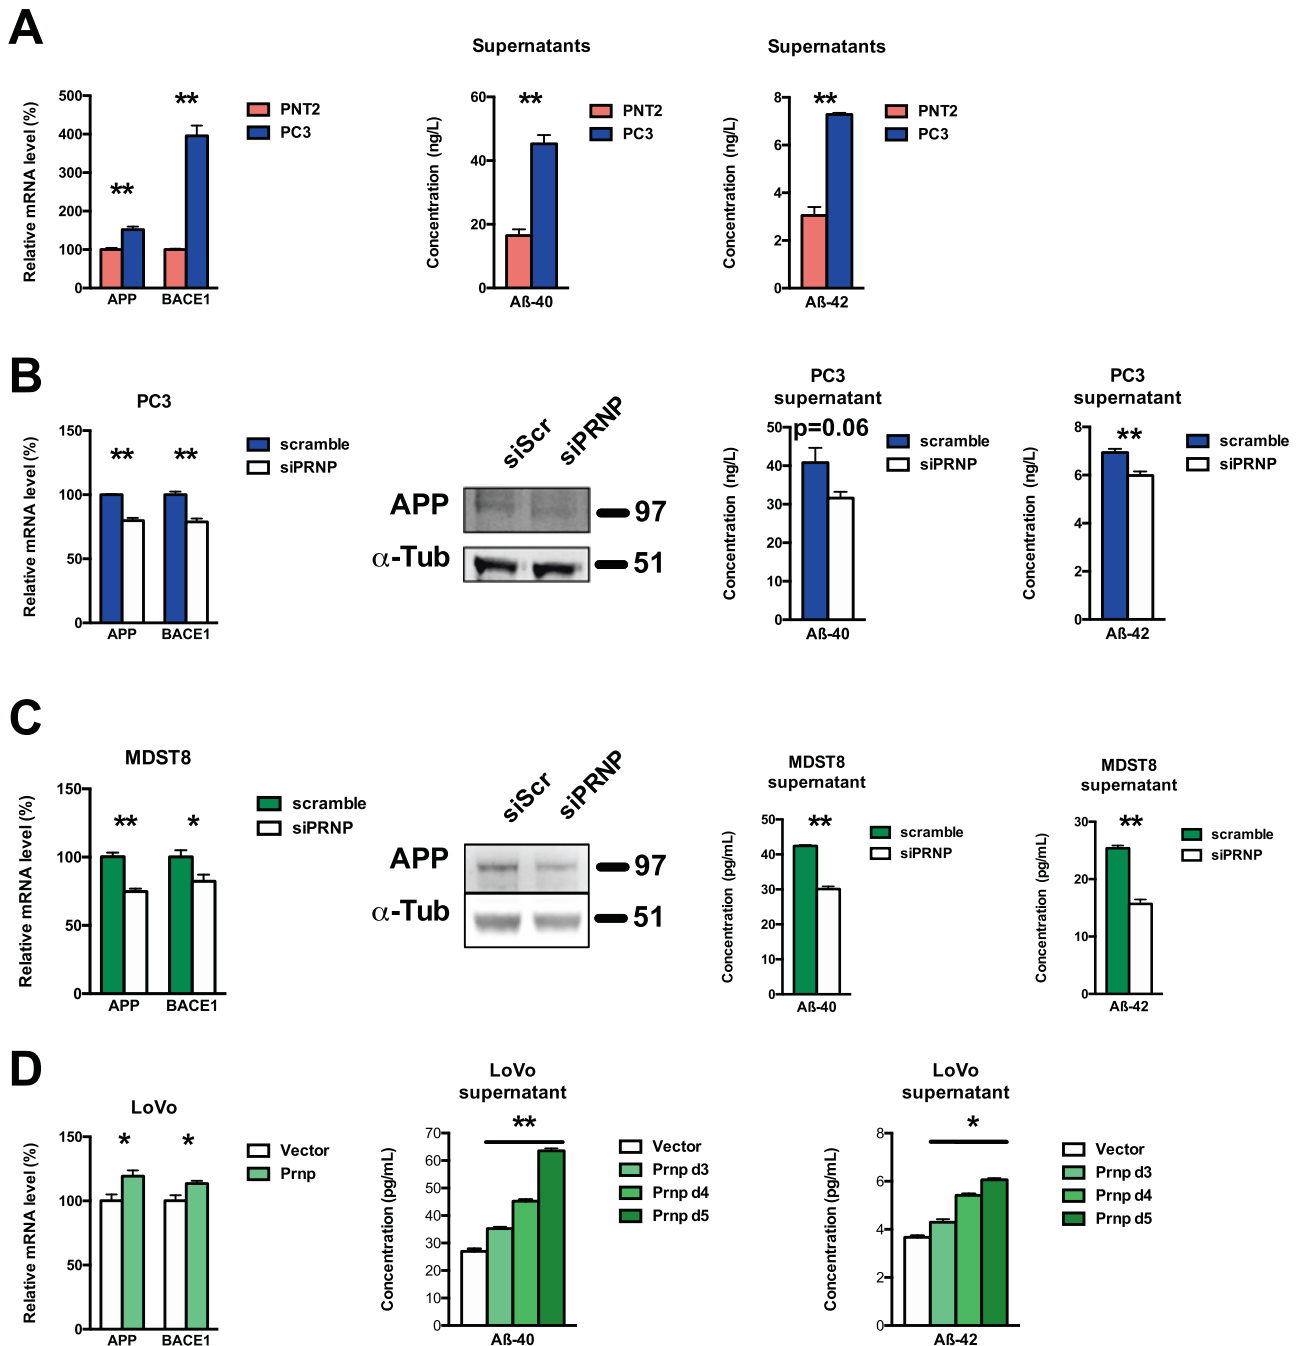 A
Supernatants
Supernatants
Relative mRNA level (%)
500
400
300
200
100
0
**
**
APP
BACE1
PNT2
PC3
Concentration (ng/L)
60
40
20
0
**
Aß-40
PNT2
PC3
Concentration (ng/L)
8
6
4
2
0
**
Aß-42
PNT2
PC3
B
PC3
Relative mRNA level (%)
150
100
50
0
**
**
APP
BACE1
scramble
siPRNP
siScr
siPRNP
APP
97
α-Tub
51
PC3
supernatant
Concentration (ng/L)
50
40
30
20
10
0
p=0.06
Aß-40
scramble
siPRNP
PC3
supernatant
Concentration (ng/L)
8
6
4
2
0
**
Aß-42
scramble
siPRNP
C
MDST8
Relative mRNA level (%)
150
100
50
0
**
*
APP
BACE1
scramble
siPRNP
siScr
siPRNP
APP
97
α-Tub
51
MDST8
supernatant
Concentration (pg/mL)
50
40
30
20
10
0
**
Aß-40
scramble
siPRNP
MDST8
supernatant
Concentration (pg/mL)
30
20
10
0
**
Aß-42
scramble
siPRNP
D
LoVo
Relative mRNA level (%)
150
100
50
0
*
*
APP
BACE1
Vector
Prnp
LoVo
supernatant
Concentration (pg/mL)
70
60
50
40
30
20
10
0
**
Aß-40
Vector
Prnp d3
Prnp d4
Prnp d5
LoVo
supernatant
Concentration (pg/mL)
8
6
4
2
0
*
Aß-42
Vector
Prnp d3
Prnp d4
Prnp d5